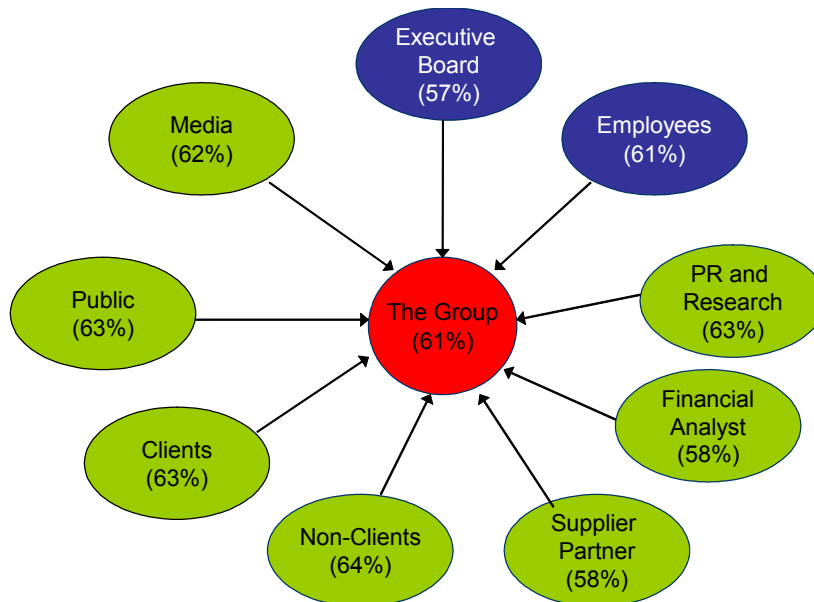 Executive
Board
(57%)
Employees
(61%)
Media
(62%)
PR and
Research
(63%)
Public
(63%)
The Group
(61%)
Financial
Analyst
(58%)
Clients
(63%)
Supplier
Partner
(58%)
Non-Clients
(64%)